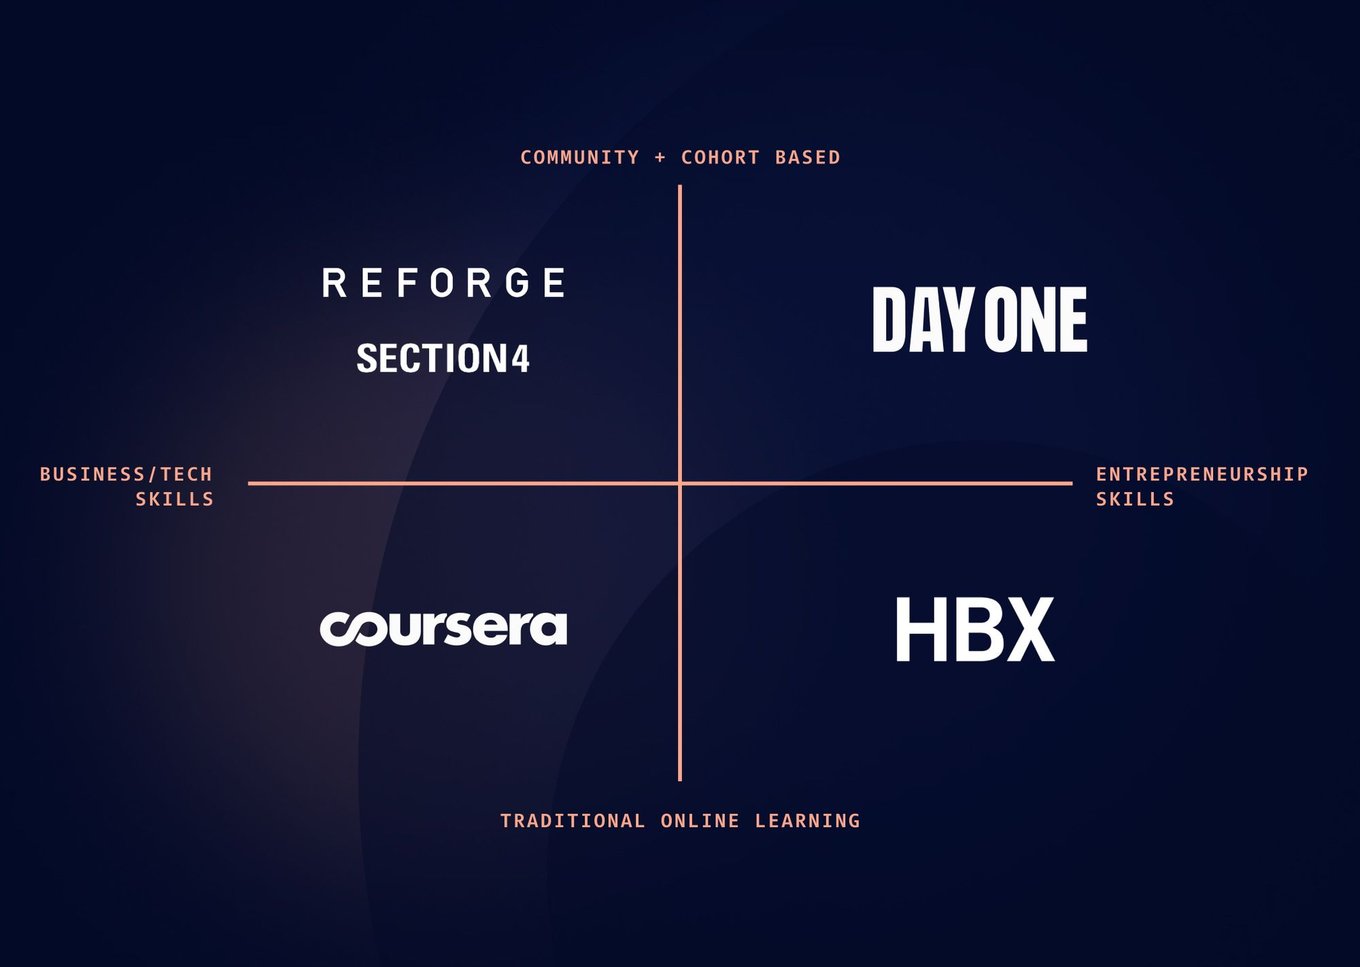 COMMUNITY + COHORT BASED
REFORGE
SECTION4
DAY ONE
BUSINESS/TECH
SKILLS
ENTREPRENEURSHIP
SKILLS
coursera
HBX
TRADITIONAL ONLINE LEARNING